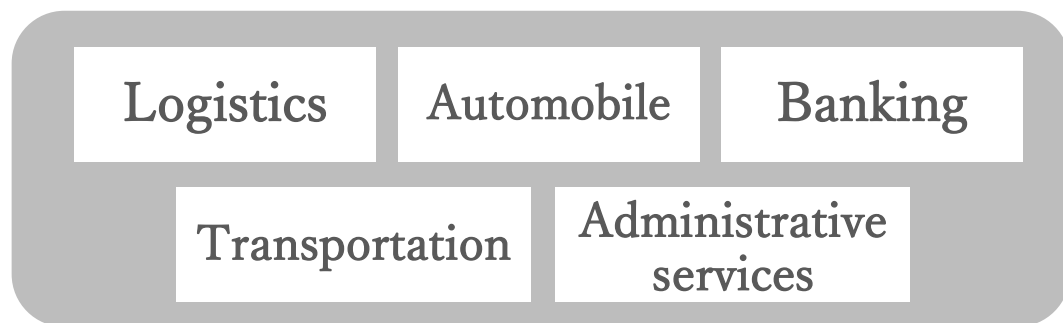 Logistics
Automobile
Banking
Transportation
Administrative
services